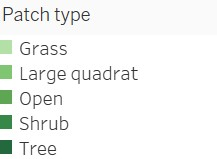 Patch type
Grass
Large quadrat
Open
Shrub
Tree